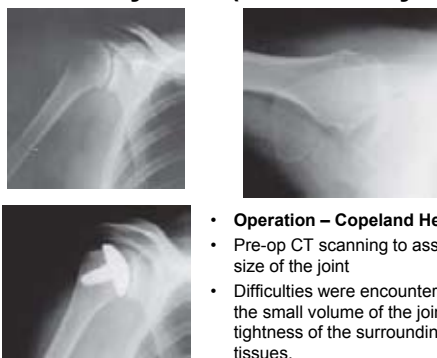 • Operation – Copeland He
• Pre-op CT scanning to ass
size of the joint
• Difficulties were encounter
the small volume of the join
tightness of the surroundin
tissues.